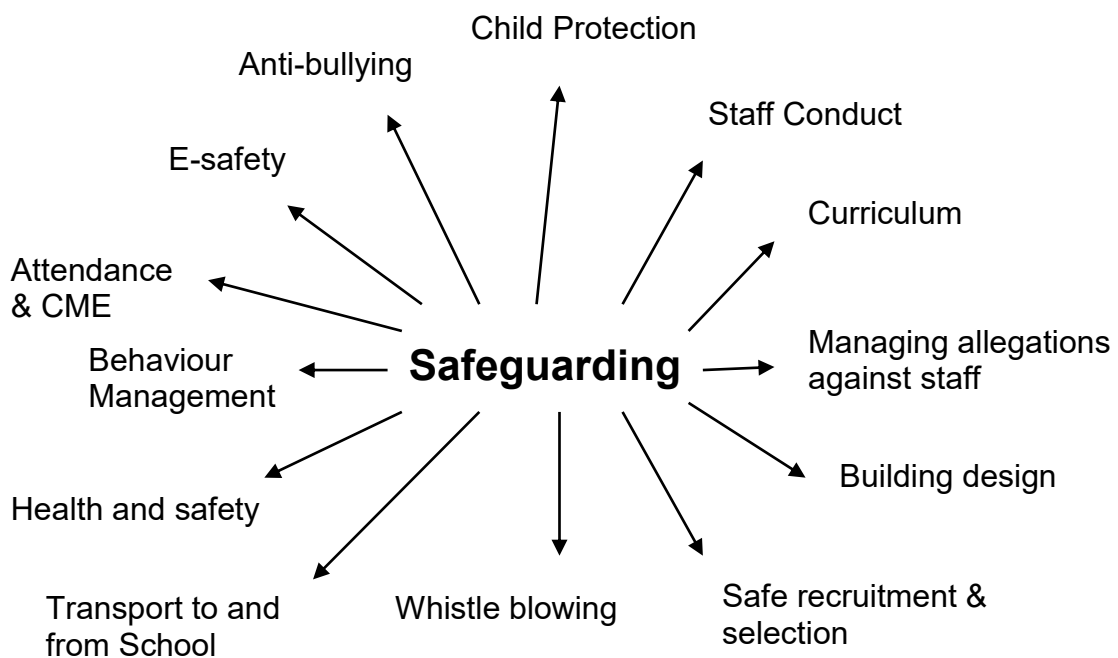 Child Protection
Anti-bullying
Staff Conduct
E-safety
Curriculum
Attendance
& CME
Managing allegations
against staff
Behaviour
Management
Safeguarding
Building design
Health and safety
Transport to and
from School
Whistle blowing
Safe recruitment &
selection